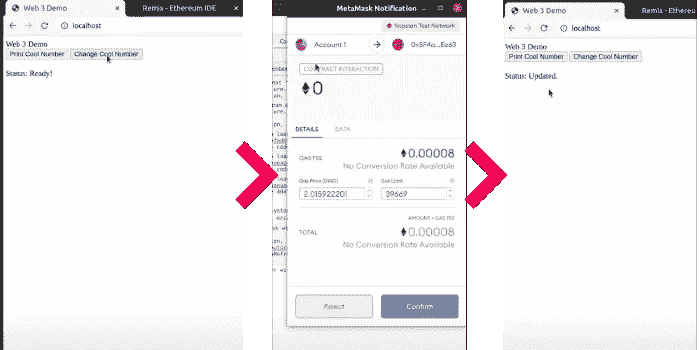 Web 3 Demo
Remix - Ethereum IDE
localhost
Web 3 Demo
Print Cool Number
Change Cool Number
Status: Ready!
MetaMask Notification
Ropsten Test Network
Account 1
0x5F4a...Ea63
CONTRACT INTERACTION
0
DETAILS
DATA
GAS FEE
0.00008
No Conversion Rate Available
Gas Price (GWEI)
Gas Limit
2.015922201
39669
AMOUNT + GAS FEE
TOTAL
0.00008
No Conversion Rate Available
Reject
Confirm
Web 3 Demo
Remix - Ethereu
localhost
Web 3 Demo
Print Cool Number
Change Cool Number
Status: Updated.